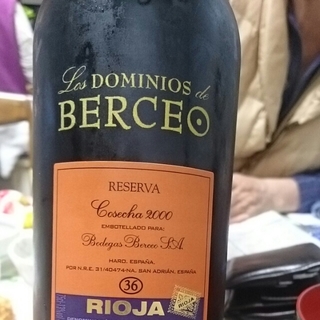 Los DOMINIOS de
BERCEO
RESERVA
Cosecha 2000
EMBOTELLADO PARA:
Bodegas Berceo S.A.
HARO. ESPAÑA.
POR N.R.E. 31/40474-NA, SAN ADRIÁN, ESPAÑA
36
RIOJA